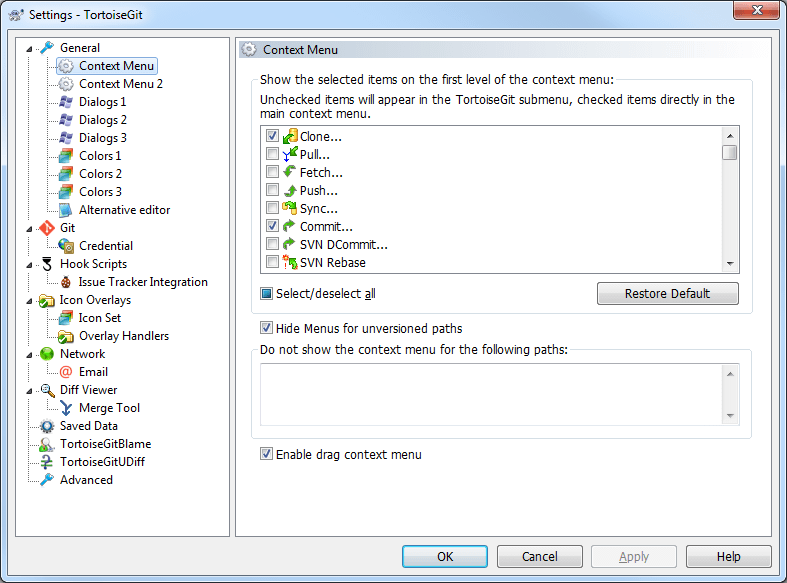 Settings - TortoiseGit
General
Context Menu
Context Menu 2
Dialogs 1
Dialogs 2
Dialogs 3
Colors 1
Colors 2
Colors 3
Alternative editor
Git
Credential
Hook Scripts
Issue Tracker Integration
Icon Overlays
Icon Set
Overlay Handlers
Network
@ Email
Diff Viewer
Merge Tool
Saved Data
TortoiseGitBlame
TortoiseGitUDiff
Advanced
Context Menu
Show the selected items on the first level of the context menu:
Unchecked items will appear in the TortoiseGit submenu, checked items directly in the
main context menu.
Clone...
Pull...
Fetch...
Push...
Sync...
Commit...
SVN DCommit...
SVN Rebase
Select/deselect all
Restore Default
Hide Menus for unversioned paths
Do not show the context menu for the following paths:
Enable drag context menu
OK
Cancel
Apply
Help